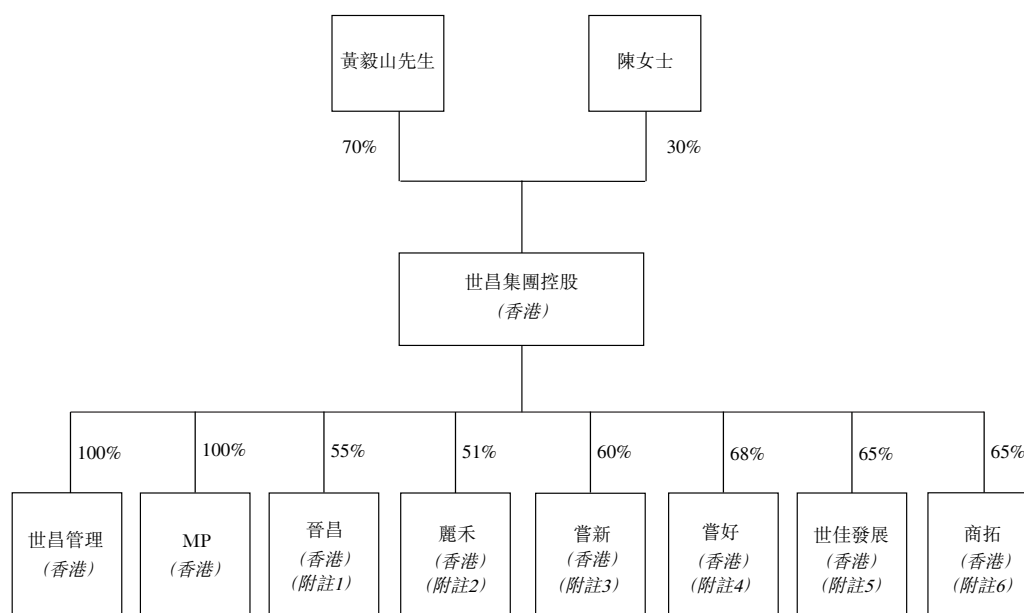 黃毅山先生
陳女士
70%
30%
世昌集團控股
(香港)
100%
100%
55%
51%
60%
68%
65%
65%
世昌管理
(香港)
MP
(香港)
晉昌
(香港)
(附註1)
麗禾
(香港)
(附註2)
嘗新
(香港)
(附註3)
嘗好
(香港)
(附註4)
世佳發展
(香港)
(附註5)
商拓
(香港)
(附註6)